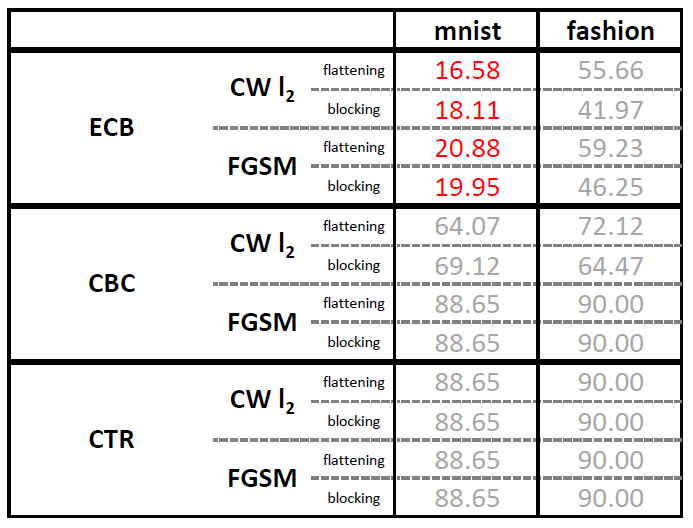 mnist fashion
ECB CW l2 flattening 16.58 55.66
blocking 18.11 41.97
FGSM flattening 20.88 59.23
blocking 19.95 46.25
CBC CW l2 flattening 64.07 72.12
blocking 69.12 64.47
FGSM flattening 88.65 90.00
blocking 88.65 90.00
CTR CW l2 flattening 88.65 90.00
blocking 88.65 90.00
FGSM flattening 88.65 90.00
blocking 88.65 90.00